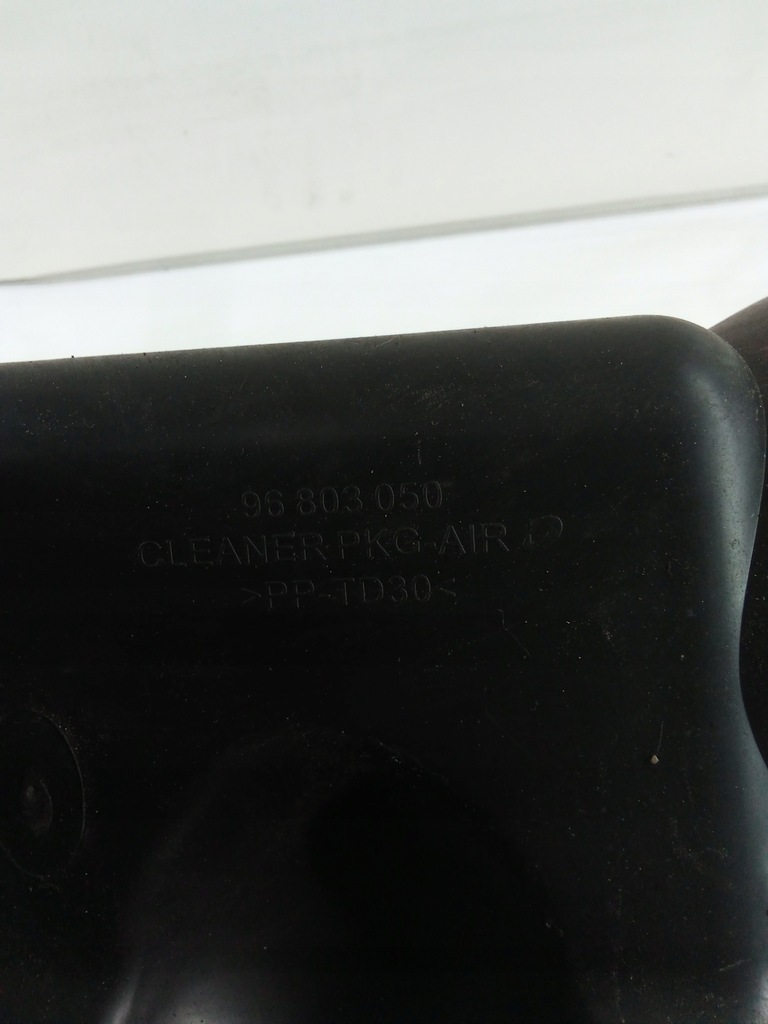 96 803 050
CLEANER PKG-AIR
>PP-TD30<